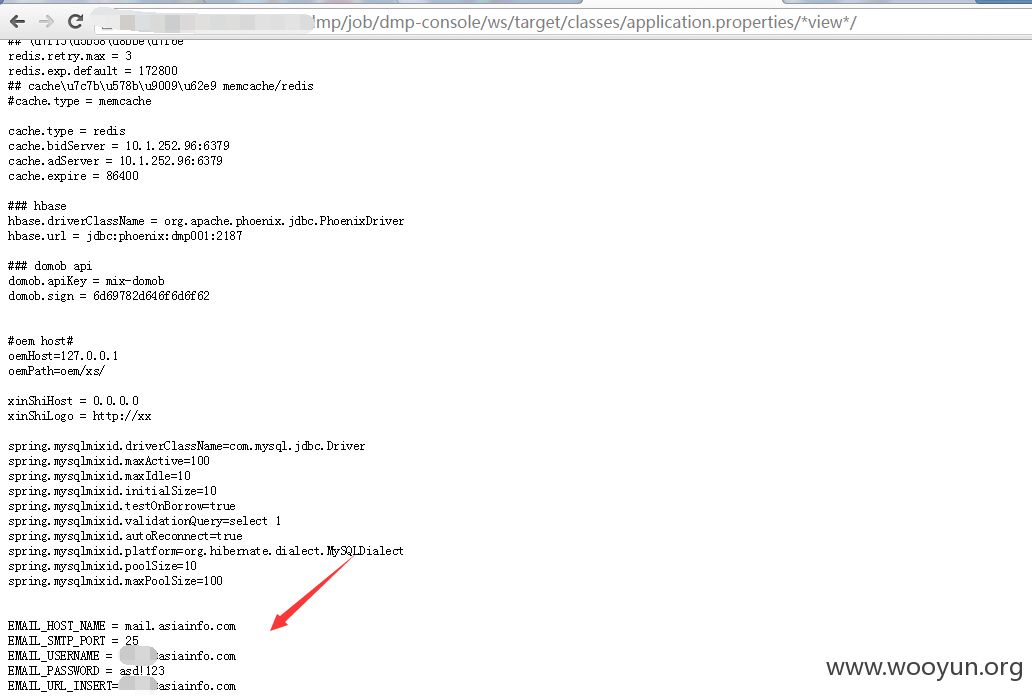 mp/job/dmp-console/ws/target/classes/application.properties/*view*/
redis.retry.max = 3
redis.exp.default = 172800
## cache\u7c7b\u578b\u9009\u62e9 memcache/redis
#cache.type = memcache
cache.type = redis
cache.bidServer = 10.1.252.96:6379
cache.adServer = 10.1.252.96:6379
cache.expire = 86400
### hbase
hbase.driverClassName = org.apache.phoenix.jdbc.PhoenixDriver
hbase.url = jdbc:phoenix:dmp001:2187
### domob api
domob.apiKey = mix-domob
domob.sign = 6d69782d646f6d6f62
#oem host#
oemHost=127.0.0.1
oemPath=oem/xs/
xinShiHost = 0.0.0.0
xinShiLogo = http://xx
spring.mysqlmixid.driverClassName=com.mysql.jdbc.Driver
spring.mysqlmixid.maxActive=100
spring.mysqlmixid.maxIdle=10
spring.mysqlmixid.initialSize=10
spring.mysqlmixid.testOnBorrow=true
spring.mysqlmixid.validationQuery=select 1
spring.mysqlmixid.autoReconnect=true
spring.mysqlmixid.platform=org.hibernate.dialect.MySQLDialect
spring.mysqlmixid.poolSize=10
spring.mysqlmixid.maxPoolSize=100
EMAIL_HOST_NAME = mail.asiainfo.com
EMAIL_SMTP_PORT = 25
EMAIL_USERNAME = asiainfo.com
EMAIL_PASSWORD = asd!123
EMAIL_URL_INSERT= asiainfo.com
www.wooyun.org